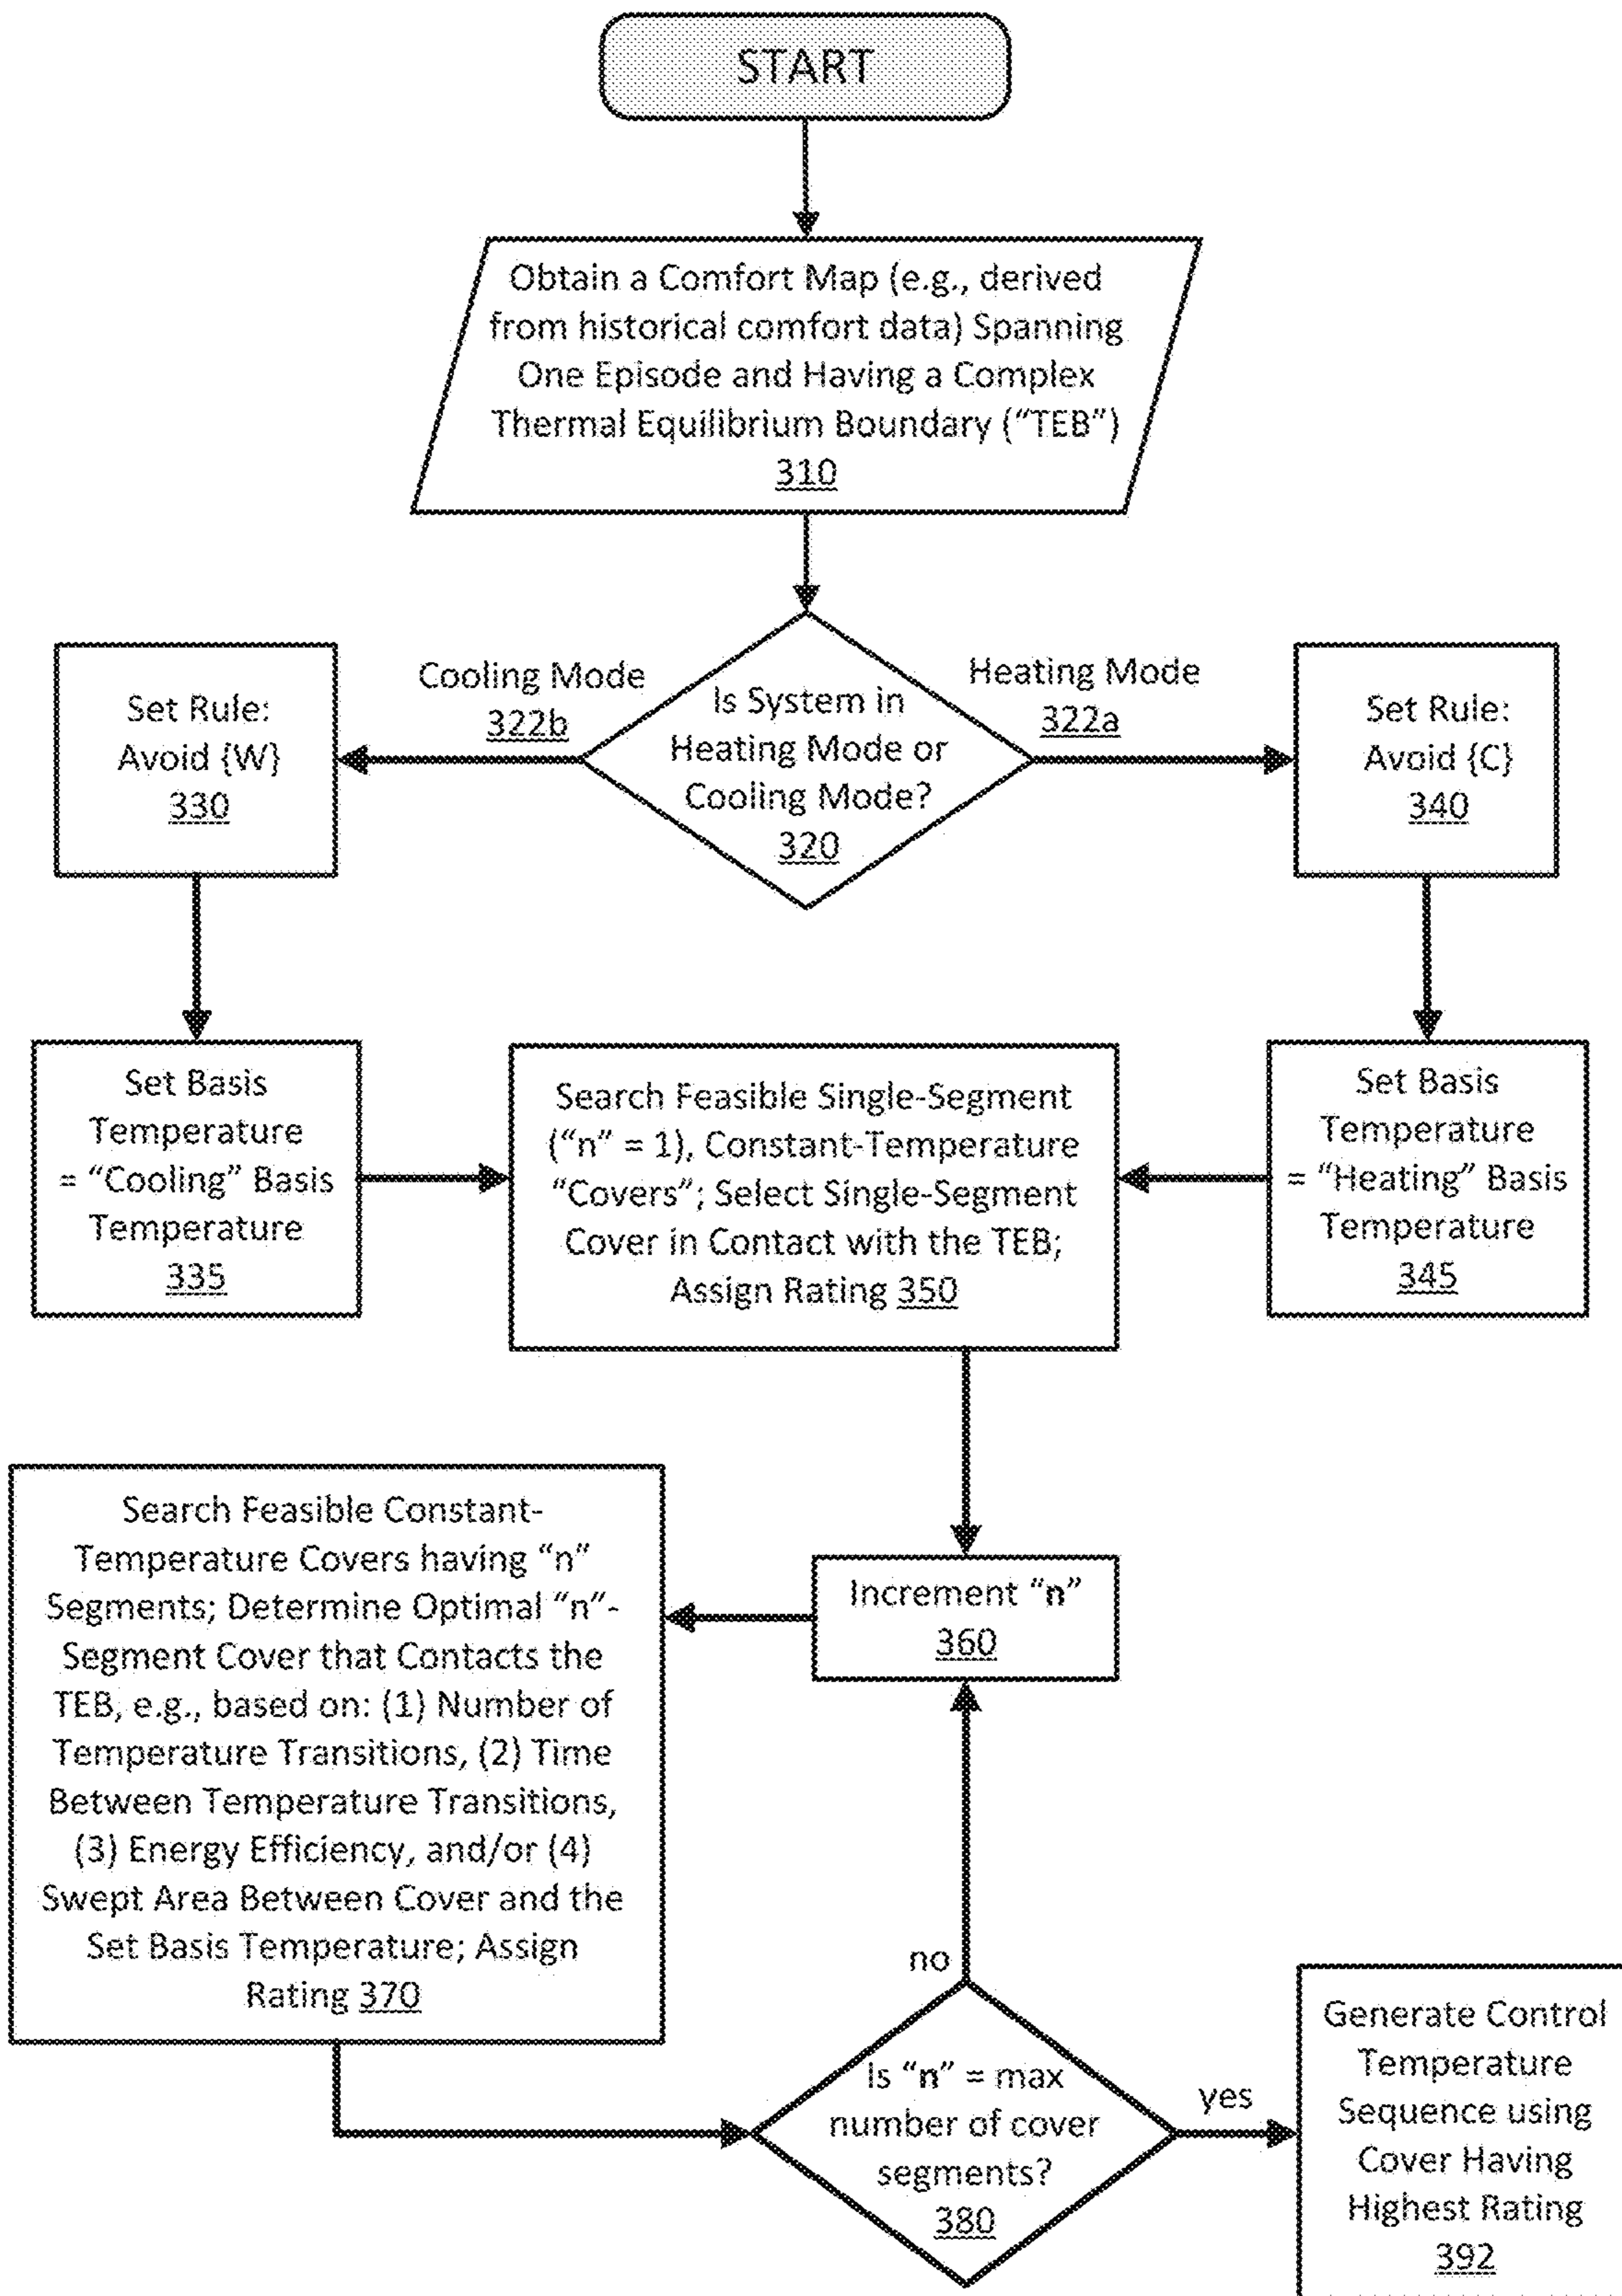 START
Obtain a Comfort Map (e.g., derived
from historical comfort data) Spanning
One Episode and Having a Complex
Thermal Equilibrium Boundary (“TEB”)
310
Is System in
Heating Mode or
Cooling Mode?
320
Cooling Mode
322b
Heating Mode
322a
Set Rule:
Avoid {W}
330
Set Rule:
Avoid {C}
340
Set Basis
Temperature
= “Cooling” Basis
Temperature
335
Search Feasible Single-Segment
(“n” = 1), Constant-Temperature
“Covers”; Select Single-Segment
Cover in Contact with the TEB;
Assign Rating 350
Set Basis
Temperature
= “Heating” Basis
Temperature
345
Increment “n”
360
Search Feasible Constant-
Temperature Covers having “n”
Segments; Determine Optimal “n”-
Segment Cover that Contacts the
TEB, e.g., based on: (1) Number of
Temperature Transitions, (2) Time
Between Temperature Transitions,
(3) Energy Efficiency, and/or (4)
Swept Area Between Cover and the
Set Basis Temperature; Assign
Rating 370
no
Is “n” = max
number of cover
segments?
380
yes
Generate Control
Temperature
Sequence using
Cover Having
Highest Rating
392